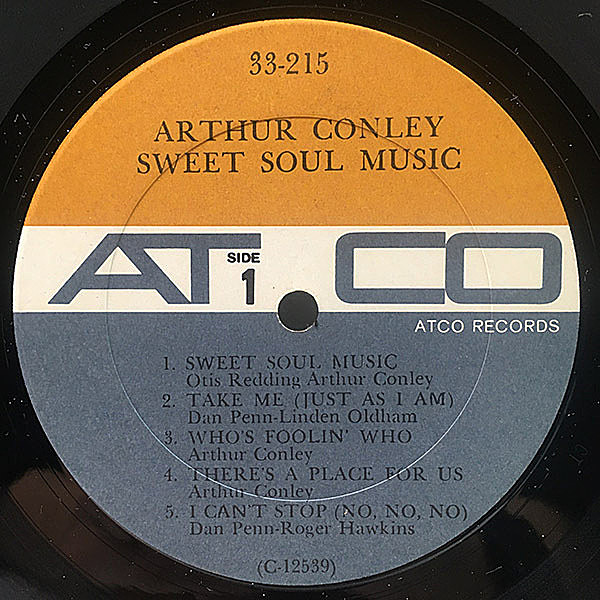 33-215
ARTHUR CONLEY
SWEET SOUL MUSIC
ATCO
SIDE
1
ATCO RECORDS
1. SWEET SOUL MUSIC
Otis Redding Arthur Conley
2. TAKE ME (JUST AS I AM)
Dan Penn-Linden Oldham
3. WHO'S FOOLIN' WHO
Arthur Conley
4. THERE'S A PLACE FOR US
Arthur Conley
5. I CAN'T STOP (NO, NO, NO)
Dan Penn-Roger Hawkins
(C-12539)